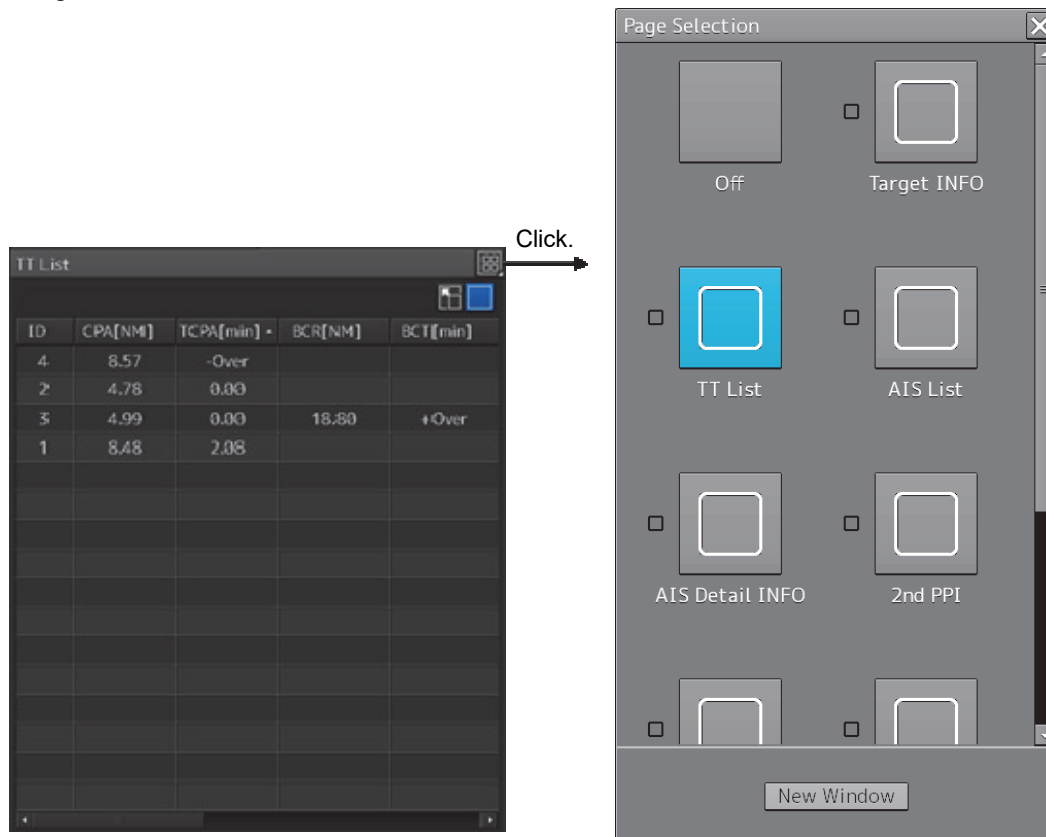 Page Selection
Off
Target INFO
Click.
TT List
ID CPA[NM] TCPA[min] BCR[NM] BCT[min]
4 8.57 -Over
2 4.78 0.00
3 4.99 0.00 18.80 +Over
1 8.48 2.08
TT List
AIS List
AIS Detail INFO
2nd PPI
New Window